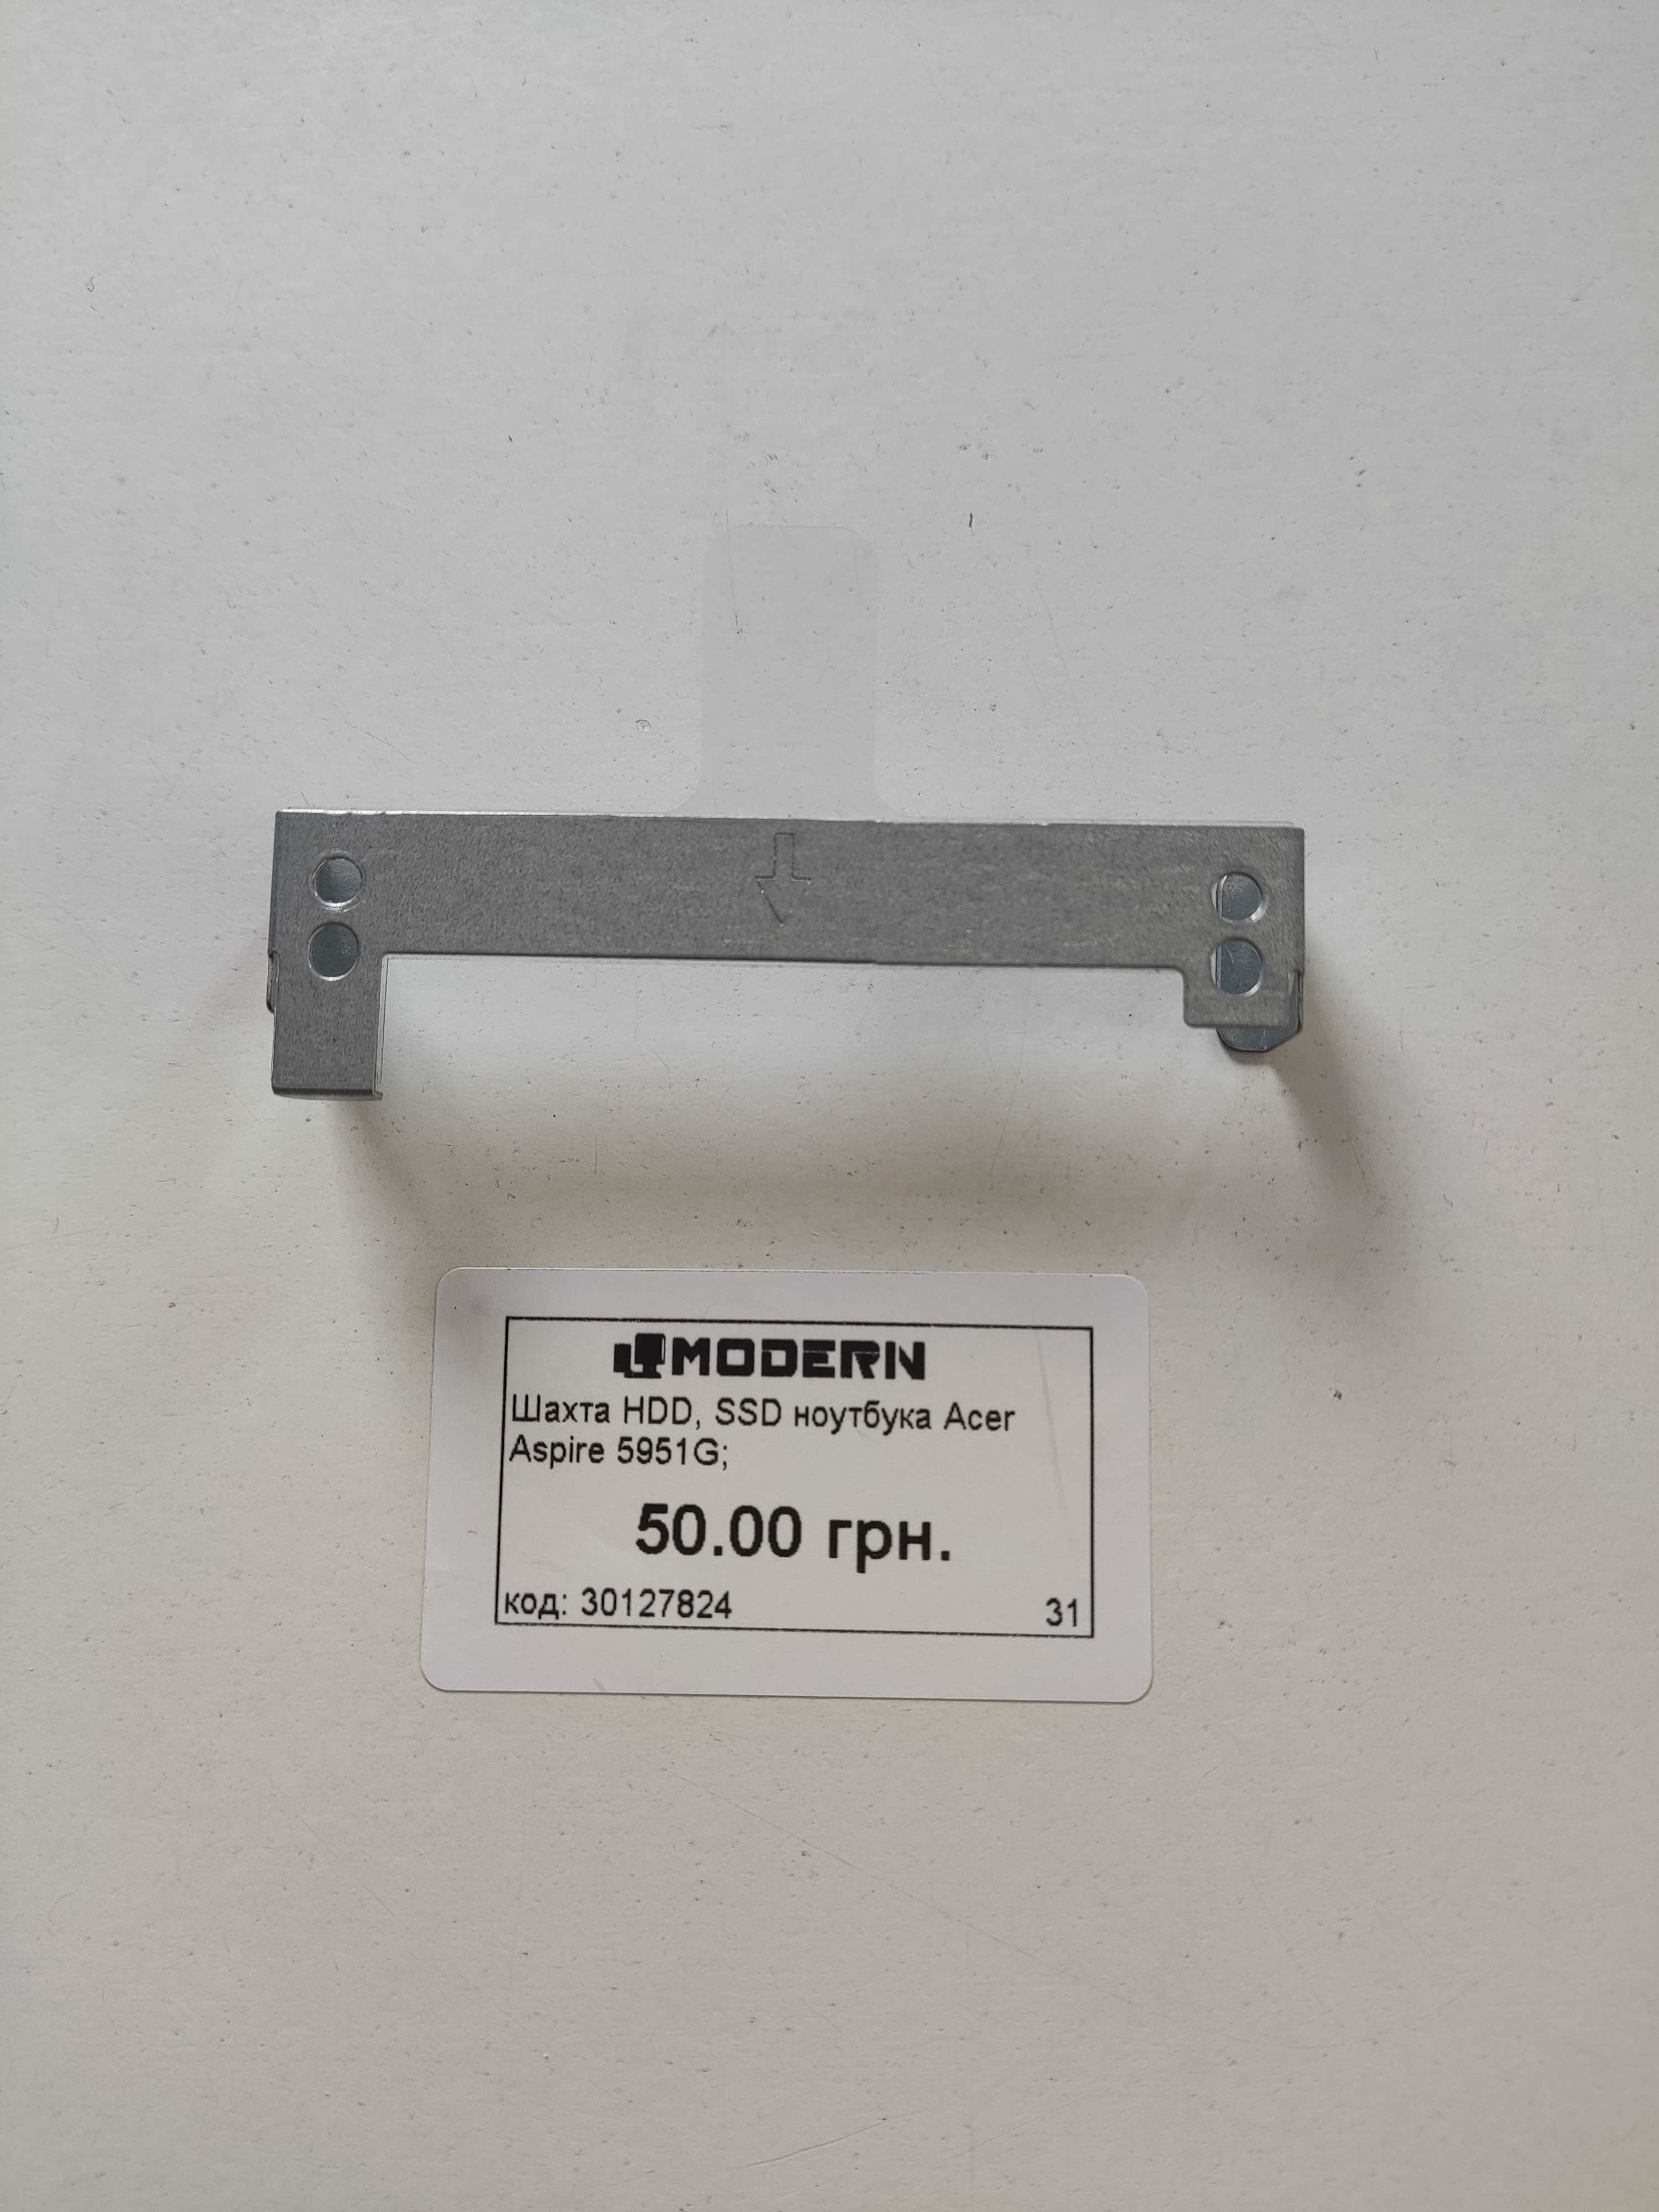 MODERN
Шахта HDD, SSD ноутбука Acer
Aspire 5951G;
50.00 грн.
код: 30127824 31